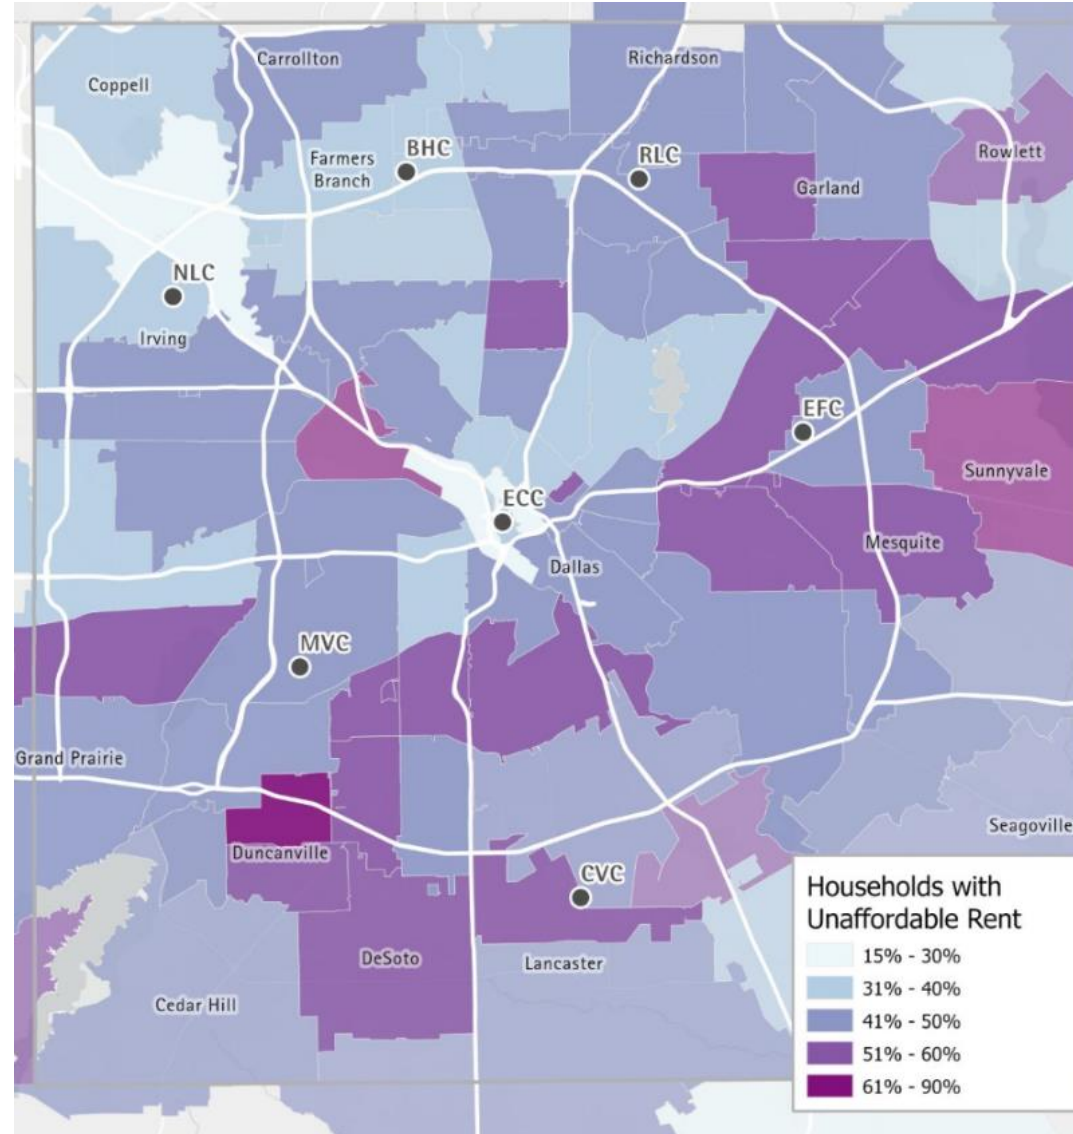 Carrollton
Richardson
Coppell
BHC
Farmers
Branch
RLC
Rowlett
Garland
NLC
Irving
EFC
Sunnyvale
ECC
Mesquite
Dallas
MVC
Grand Prairie
Seagoville
Duncanville
CVC
DeSoto
Lancaster
Cedar Hill
Households with
Unaffordable Rent
15% - 30%
31% - 40%
41% - 50%
51% - 60%
61% - 90%